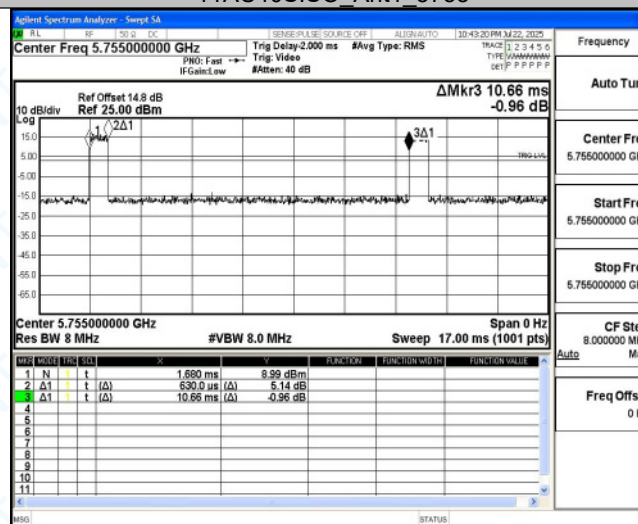 11AC40SISO_Ant1_5755
Agilent Spectrum Analyzer - Swept SA
RL RF 50 Ω DC SENSE:PULSE SOURCE OFF ALIGNAUTO 10:43:20 PM Jul 22, 2025
Center Freq 5.755000000 GHz Trig Delay-2.000 ms #Avg Type: RMS TRACE 1 2 3 4 5 6
PNO: Fast Trig: Video TYPE
IFGain:Low #Atten: 40 dB DET P P P P P P
ΔMkr3 10.66 ms
Ref Offset 14.8 dB
10 dB/div Ref 25.00 dBm -0.96 dB
Log
15.0
1 2Δ1 3Δ1
5.00 TRIG LVL
-5.00
-15.0
-25.0
-35.0
-45.0
-55.0
-65.0
Center 5.755000000 GHz Span 0 Hz
Res BW 8 MHz #VBW 8.0 MHz Sweep 17.00 ms (1001 pts)
MKR MODE TRC SCL X Y FUNCTION FUNCTION WIDTH FUNCTION VALUE
1 N 1 t 1.680 ms 8.99 dBm
2 Δ1 1 t (Δ) 630.0 µs (Δ) 5.14 dB
3 Δ1 1 t (Δ) 10.66 ms (Δ) -0.96 dB
4
5
6
7
8
9
10
11
MSG STATUS
Frequency
Auto Tu
Center Fre
5.755000000 G
Start Fre
5.755000000 G
Stop Fre
5.755000000 G
CF Ste
8.000000 M
Auto M
Freq Offs
0